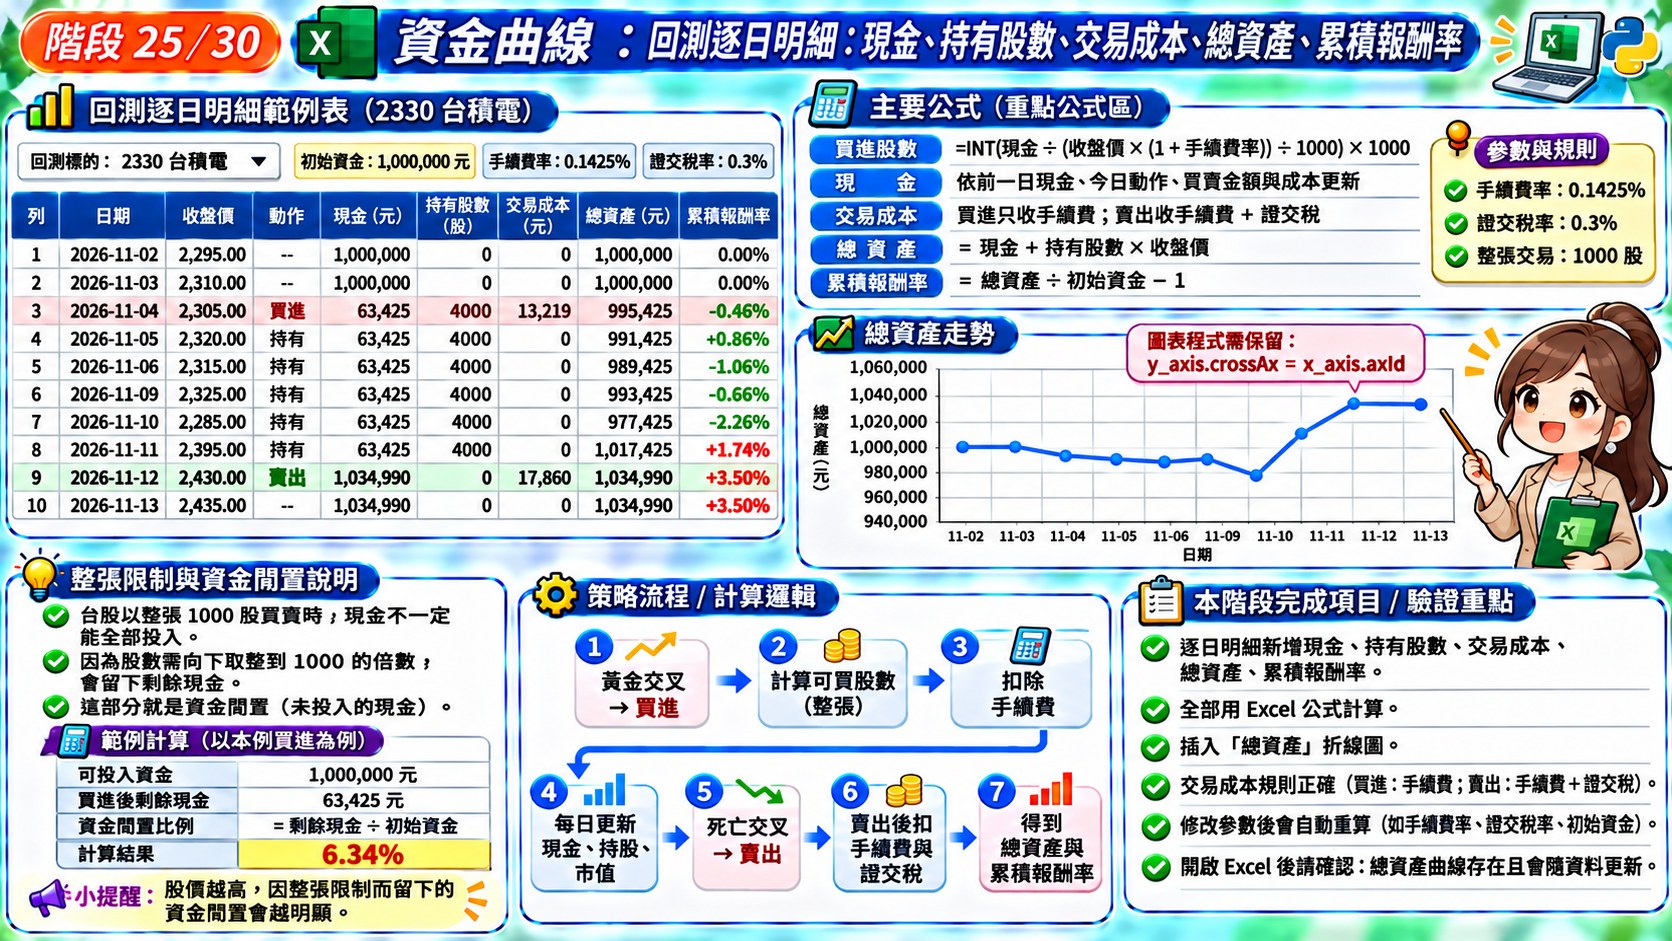 階段 25/30
資金曲線 ：回測逐日明細：現金、持有股數、交易成本、總資產、累積報酬率
回測逐日明細範例表（2330 台積電）
回測標的： 2330 台積電 ▼
初始資金：1,000,000 元
手續費率：0.1425%
證交稅率：0.3%
列 日期 收盤價 動作 現金（元） 持有股數（股） 交易成本（元） 總資產（元） 累積報酬率
1 2026-11-02 2,295.00 -- 1,000,000 0 0 1,000,000 0.00%
2 2026-11-03 2,310.00 -- 1,000,000 0 0 1,000,000 0.00%
3 2026-11-04 2,305.00 買進 63,425 4000 13,219 995,425 -0.46%
4 2026-11-05 2,320.00 持有 63,425 4000 0 991,425 +0.86%
5 2026-11-06 2,315.00 持有 63,425 4000 0 989,425 -1.06%
6 2026-11-09 2,325.00 持有 63,425 4000 0 993,425 -0.66%
7 2026-11-10 2,285.00 持有 63,425 4000 0 977,425 -2.26%
8 2026-11-11 2,395.00 持有 63,425 4000 0 1,017,425 +1.74%
9 2026-11-12 2,430.00 賣出 1,034,990 0 17,860 1,034,990 +3.50%
10 2026-11-13 2,435.00 -- 1,034,990 0 0 1,034,990 +3.50%
主要公式（重點公式區）
買進股數 =INT(現金 ÷ (收盤價 × (1 + 手續費率)) ÷ 1000) × 1000
現金 依前一日現金、今日動作、買賣金額與成本更新
交易成本 買進只收手續費；賣出收手續費 + 證交稅
總資產 = 現金 + 持有股數 × 收盤價
累積報酬率 = 總資產 ÷ 初始資金 − 1
參數與規則
手續費率：0.1425%
證交稅率：0.3%
整張交易：1000 股
總資產走勢
圖表程式需保留：
y_axis.crossAx = x_axis.axId
總資產（元）
1,060,000
1,040,000
1,020,000
1,000,000
980,000
960,000
940,000
11-02 11-03 11-04 11-05 11-06 11-09 11-10 11-11 11-12 11-13
日期
整張限制與資金閒置說明
台股以整張 1000 股買賣時，現金不一定
能全部投入。
因為股數需向下取整到 1000 的倍數，
會留下剩餘現金。
這部分就是資金閒置（未投入的現金）。
範例計算（以本例買進為例）
可投入資金 1,000,000 元
買進後剩餘現金 63,425 元
資金閒置比例 = 剩餘現金 ÷ 初始資金
計算結果 6.34%
小提醒：
股價越高，因整張限制而留下的
資金閒置會越明顯。
策略流程 / 計算邏輯
1
黃金交叉
→ 買進
2
計算可買股數
（整張）
3
扣除
手續費
4
每日更新
現金、持股、
市值
5
死亡交叉
→ 賣出
6
賣出後扣
手續費與
證交稅
7
得到
總資產與
累積報酬率
本階段完成項目 / 驗證重點
逐日明細新增現金、持有股數、交易成本、
總資產、累積報酬率。
全部用 Excel 公式計算。
插入「總資產」折線圖。
交易成本規則正確（買進：手續費；賣出：手續費＋證交稅）。
修改參數後會自動重算（如手續費率、證交稅率、初始資金）。
開啟 Excel 後請確認：總資產曲線存在且會隨資料更新。